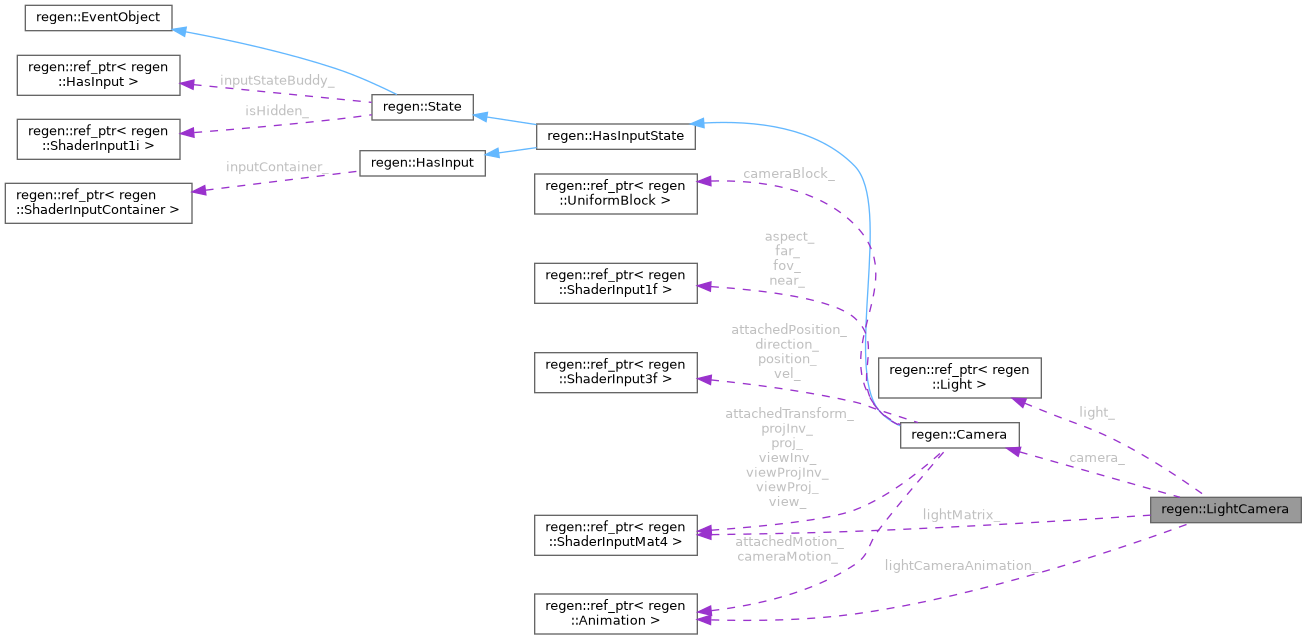 regen::EventObject
regen::ref_ptr< regen
::HasInput >
inputStateBuddy_
regen::State
isHidden_
regen::ref_ptr< regen
::ShaderInput1i >
regen::HasInputState
regen::HasInput
inputContainer
regen::ref_ptr< regen
::ShaderInputContainer >
cameraBlock_
regen::ref_ptr< regen
::UniformBlock >
aspect_
far_
fov_
near_
regen::ref_ptr< regen
::ShaderInput1f >
attachedPosition_
direction_
position_
vel_
regen::ref_ptr< regen
::ShaderInput3f >
regen::ref_ptr< regen
::Light >
light_
attachedTransform_
projInv_
proj_
viewInv_
viewProjInv_
viewProj_
view_
regen::Camera
camera_
regen::LightCamera
lightMatrix_
regen::ref_ptr< regen
::ShaderInputMat4 >
attachedMotion_
cameraMotion_
lightCameraAnimation_
regen::ref_ptr< regen
::Animation >